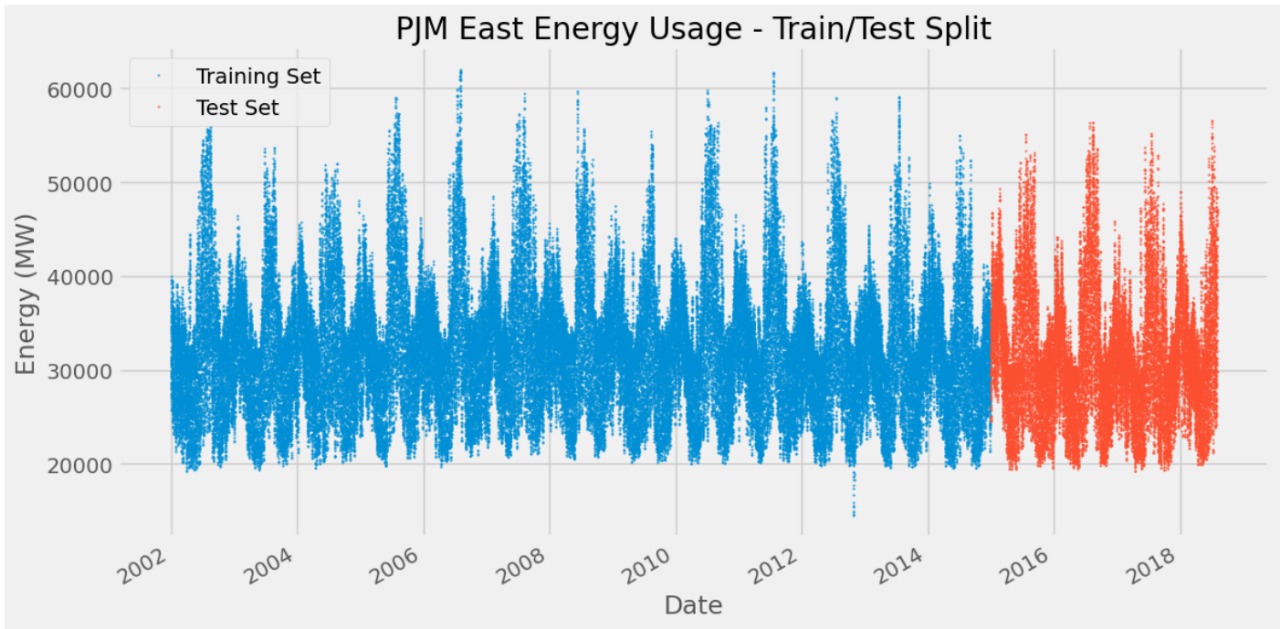 PJM East Energy Usage - Train/Test Split
Training Set
Test Set
Energy (MW)
60000
50000
40000
30000
20000
2002
2004
2006
2008
2010
2012
2014
2016
2018
Date